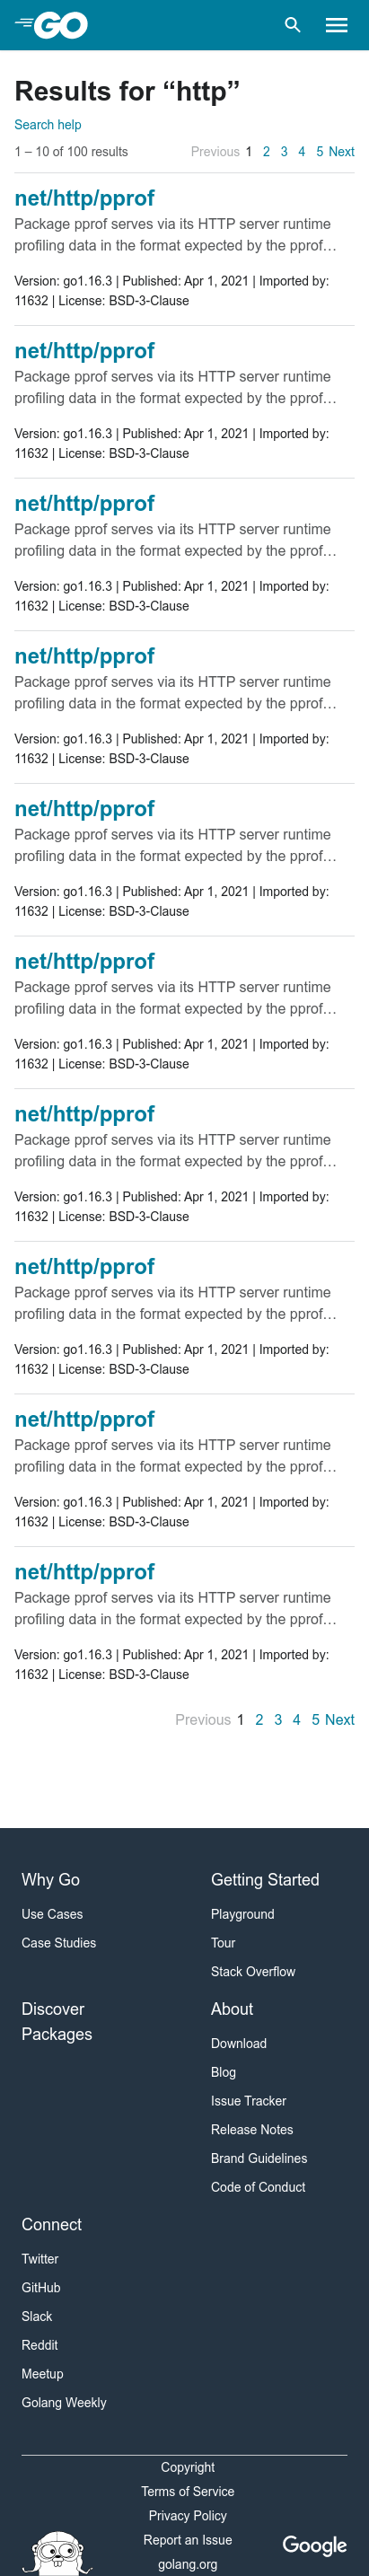 GO
Results for “http”
Search help
1 – 10 of 100 results Previous 1 2 3 4 5 Next
net/http/pprof
Package pprof serves via its HTTP server runtime
profiling data in the format expected by the pprof…
Version: go1.16.3 | Published: Apr 1, 2021 | Imported by:
11632 | License: BSD-3-Clause
net/http/pprof
Package pprof serves via its HTTP server runtime
profiling data in the format expected by the pprof…
Version: go1.16.3 | Published: Apr 1, 2021 | Imported by:
11632 | License: BSD-3-Clause
net/http/pprof
Package pprof serves via its HTTP server runtime
profiling data in the format expected by the pprof…
Version: go1.16.3 | Published: Apr 1, 2021 | Imported by:
11632 | License: BSD-3-Clause
net/http/pprof
Package pprof serves via its HTTP server runtime
profiling data in the format expected by the pprof…
Version: go1.16.3 | Published: Apr 1, 2021 | Imported by:
11632 | License: BSD-3-Clause
net/http/pprof
Package pprof serves via its HTTP server runtime
profiling data in the format expected by the pprof…
Version: go1.16.3 | Published: Apr 1, 2021 | Imported by:
11632 | License: BSD-3-Clause
net/http/pprof
Package pprof serves via its HTTP server runtime
profiling data in the format expected by the pprof…
Version: go1.16.3 | Published: Apr 1, 2021 | Imported by:
11632 | License: BSD-3-Clause
net/http/pprof
Package pprof serves via its HTTP server runtime
profiling data in the format expected by the pprof…
Version: go1.16.3 | Published: Apr 1, 2021 | Imported by:
11632 | License: BSD-3-Clause
net/http/pprof
Package pprof serves via its HTTP server runtime
profiling data in the format expected by the pprof…
Version: go1.16.3 | Published: Apr 1, 2021 | Imported by:
11632 | License: BSD-3-Clause
net/http/pprof
Package pprof serves via its HTTP server runtime
profiling data in the format expected by the pprof…
Version: go1.16.3 | Published: Apr 1, 2021 | Imported by:
11632 | License: BSD-3-Clause
net/http/pprof
Package pprof serves via its HTTP server runtime
profiling data in the format expected by the pprof…
Version: go1.16.3 | Published: Apr 1, 2021 | Imported by:
11632 | License: BSD-3-Clause
Previous 1 2 3 4 5 Next
Why Go
Use Cases
Case Studies
Getting Started
Playground
Tour
Stack Overflow
Discover
Packages
About
Download
Blog
Issue Tracker
Release Notes
Brand Guidelines
Code of Conduct
Connect
Twitter
GitHub
Slack
Reddit
Meetup
Golang Weekly
Copyright
Terms of Service
Privacy Policy
Report an Issue
golang.org
Google